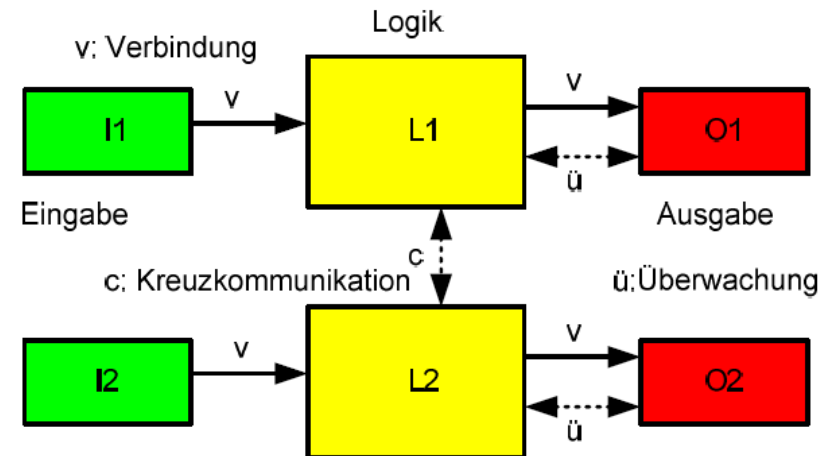 Logik
v: Verbindung
v
v
I1
L1
O1
ü
Eingabe
Ausgabe
c
c: Kreuzkommunikation
ü:Überwachung
v
v
I2
L2
O2
ü